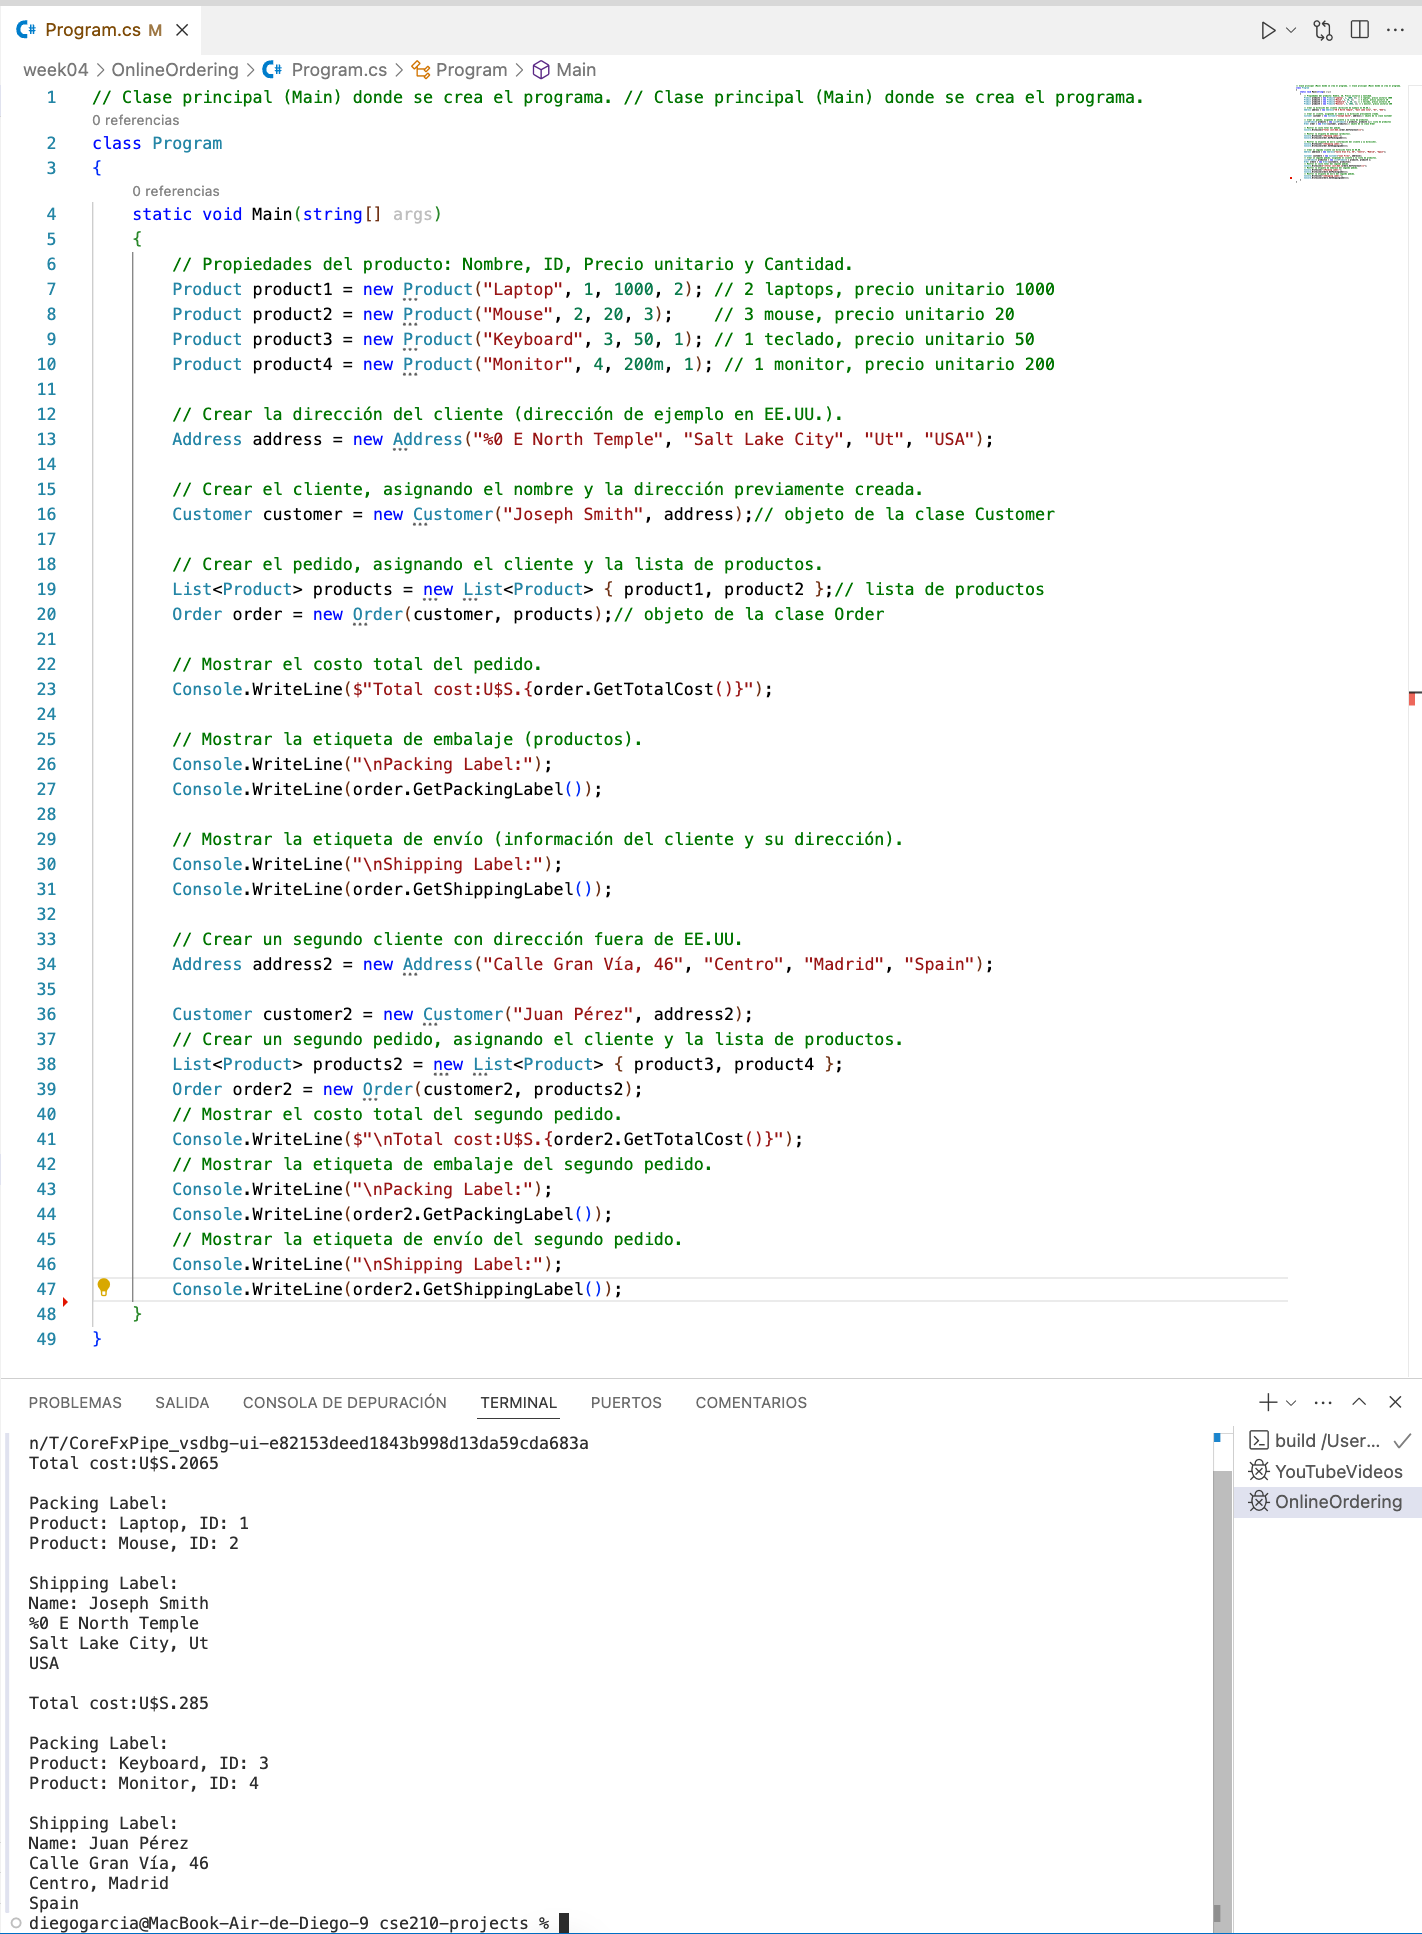 Program.cs M
week04 > OnlineOrdering > Program.cs > Program > Main
1 // Clase principal (Main) donde se crea el programa. // Clase principal (Main) donde se crea el programa.
0 referencias
2 class Program
3 {
0 referencias
4 static void Main(string[] args)
5 {
6 // Propiedades del producto: Nombre, ID, Precio unitario y Cantidad.
7 Product product1 = new Product("Laptop", 1, 1000, 2); // 2 laptops, precio unitario 1000
8 Product product2 = new Product("Mouse", 2, 20, 3);    // 3 mouse, precio unitario 20
9 Product product3 = new Product("Keyboard", 3, 50, 1); // 1 teclado, precio unitario 50
10 Product product4 = new Product("Monitor", 4, 200m, 1); // 1 monitor, precio unitario 200
11
12 // Crear la dirección del cliente (dirección de ejemplo en EE.UU.).
13 Address address = new Address("%0 E North Temple", "Salt Lake City", "Ut", "USA");
14
15 // Crear el cliente, asignando el nombre y la dirección previamente creada.
16 Customer customer = new Customer("Joseph Smith", address);// objeto de la clase Customer
17
18 // Crear el pedido, asignando el cliente y la lista de productos.
19 List<Product> products = new List<Product> { product1, product2 };// lista de productos
20 Order order = new Order(customer, products);// objeto de la clase Order
21
22 // Mostrar el costo total del pedido.
23 Console.WriteLine($"Total cost:U$S.{order.GetTotalCost()}");
24
25 // Mostrar la etiqueta de embalaje (productos).
26 Console.WriteLine("\nPacking Label:");
27 Console.WriteLine(order.GetPackingLabel());
28
29 // Mostrar la etiqueta de envío (información del cliente y su dirección).
30 Console.WriteLine("\nShipping Label:");
31 Console.WriteLine(order.GetShippingLabel());
32
33 // Crear un segundo cliente con dirección fuera de EE.UU.
34 Address address2 = new Address("Calle Gran Vía, 46", "Centro", "Madrid", "Spain");
35
36 Customer customer2 = new Customer("Juan Pérez", address2);
37 // Crear un segundo pedido, asignando el cliente y la lista de productos.
38 List<Product> products2 = new List<Product> { product3, product4 };
39 Order order2 = new Order(customer2, products2);
40 // Mostrar el costo total del segundo pedido.
41 Console.WriteLine($"\nTotal cost:U$S.{order2.GetTotalCost()}");
42 // Mostrar la etiqueta de embalaje del segundo pedido.
43 Console.WriteLine("\nPacking Label:");
44 Console.WriteLine(order2.GetPackingLabel());
45 // Mostrar la etiqueta de envío del segundo pedido.
46 Console.WriteLine("\nShipping Label:");
47 Console.WriteLine(order2.GetShippingLabel());
48 }
49 }
PROBLEMAS SALIDA CONSOLA DE DEPURACIÓN TERMINAL PUERTOS COMENTARIOS
n/T/CoreFxPipe_vsdbg-ui-e82153deed1843b998d13da59cda683a
Total cost:U$S.2065
Packing Label:
Product: Laptop, ID: 1
Product: Mouse, ID: 2
Shipping Label:
Name: Joseph Smith
%0 E North Temple
Salt Lake City, Ut
USA
Total cost:U$S.285
Packing Label:
Product: Keyboard, ID: 3
Product: Monitor, ID: 4
Shipping Label:
Name: Juan Pérez
Calle Gran Vía, 46
Centro, Madrid
Spain
diegogarcia@MacBook-Air-de-Diego-9 cse210-projects %
build /User...
YouTubeVideos
OnlineOrdering